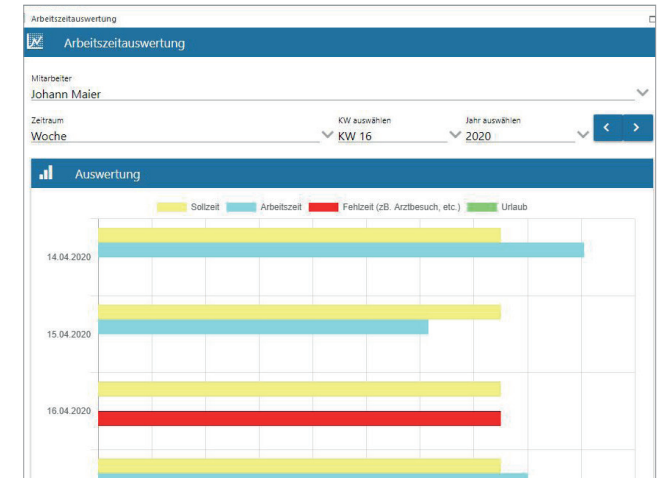 Arbeitszeitauswertung
Arbeitszeitauswertung
Mitarbeiter
Johann Maier
Zeitraum KW auswählen Jahr auswählen
Woche KW 16 2020
Auswertung
Sollzeit Arbeitszeit Fehlzeit (zB. Arztbesuch, etc.) Urlaub
14.04.2020
15.04.2020
16.04.2020